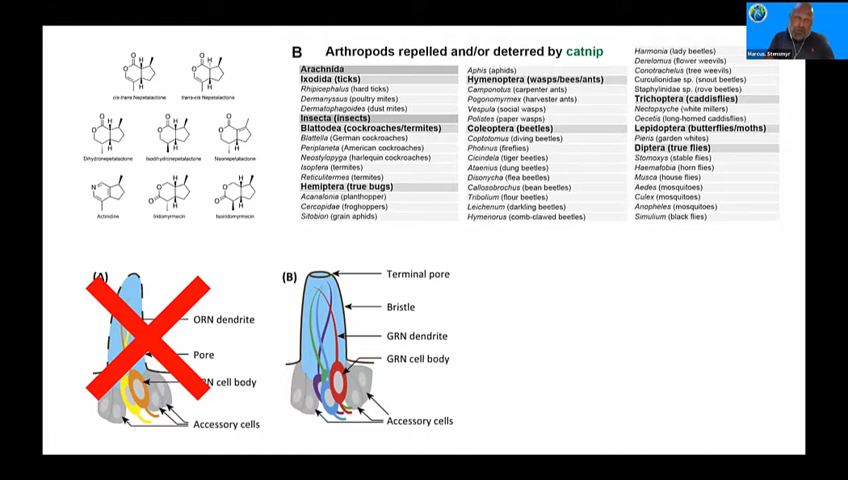 O
H
O
H
cis-trans Nepetalactone
trans-cis Nepetalactone
O
H
O
H
O
O
H
O
H
O
O
Dihydronepetalactone
Isodihydronepetalactone
Neonepetalactone
N
O
H
O
H
O
H
O
H
Actinidine
Iridomyrmecin
Isoiridomyrmecin
B Arthropods repelled and/or deterred by catnip
Arachnida
Ixodida (ticks)
Rhipicephalus (hard ticks)
Dermanyssus (poultry mites)
Dermatophagoides (dust mites)
Insecta (insects)
Blattodea (cockroaches/termites)
Blattella (German cockroaches)
Periplaneta (American cockroaches)
Neostylopyga (harlequin cockroaches)
Isoptera (termites)
Reticulitermes (termites)
Hemiptera (true bugs)
Acanalonia (planthopper)
Cercopidae (froghoppers)
Sitobion (grain aphids)
Aphis (aphids)
Hymenoptera (wasps/bees/ants)
Camponotus (carpenter ants)
Pogonomyrmex (harvester ants)
Vespula (social wasps)
Polistes (paper wasps)
Coleoptera (beetles)
Coptotomus (diving beetles)
Photinus (fireflies)
Cicindela (tiger beetles)
Ataenius (dung beetles)
Disonycha (flea beetles)
Callosobruchus (bean beetles)
Tribolium (flour beetles)
Leichenum (darkling beetles)
Hymenorus (comb-clawed beetles)
Harmonia (lady beetles)
Derelomus (flower weevils)
Conotrachelus (tree weevils)
Curculionidae sp. (snout beetles)
Staphylinidae sp. (rove beetles)
Trichoptera (caddisflies)
Nectopsyche (white millers)
Oecetis (long-horned caddisflies)
Lepidoptera (butterflies/moths)
Pieris (garden whites)
Diptera (true flies)
Stomoxys (stable flies)
Haematobia (horn flies)
Musca (house flies)
Aedes (mosquitoes)
Culex (mosquitoes)
Anopheles (mosquitoes)
Simulium (black flies)
Marcus, Stensmyr
(A)
ORN dendrite
Pore
cell body
Accessory cells
(B)
Terminal pore
Bristle
GRN dendrite
GRN cell body
Accessory cells